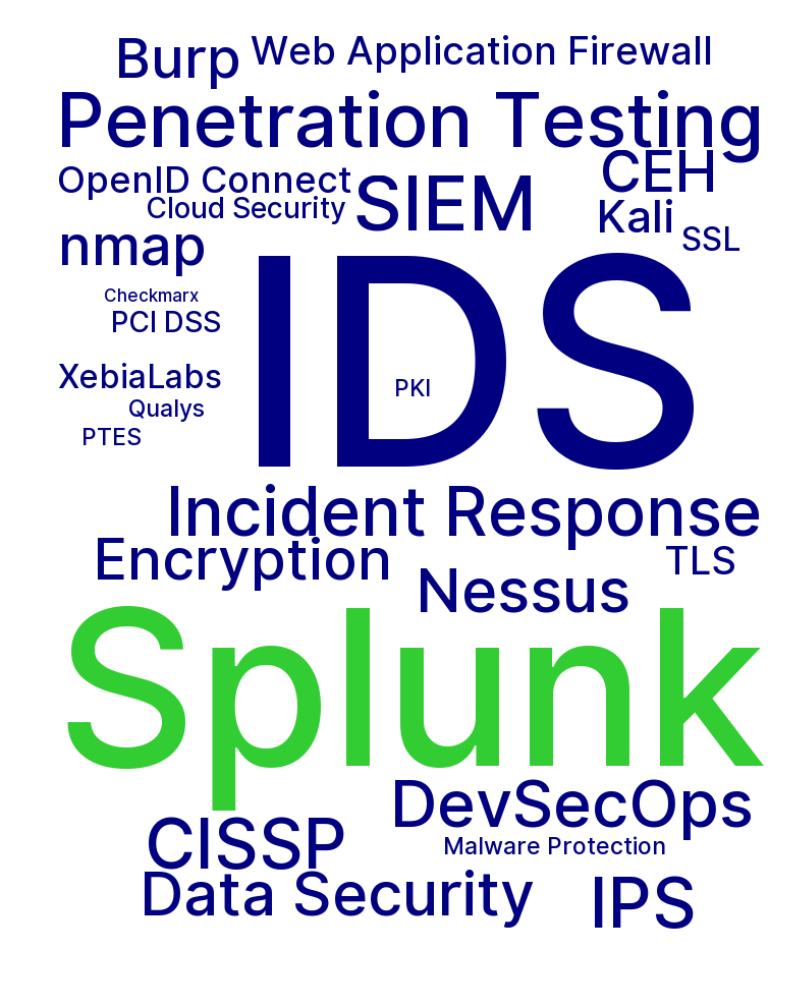 Burp
Web Application Firewall
Penetration Testing
CEH
OpenID Connect
SIEM
Cloud Security
Kali
SSL
nmap
IDS
Checkmarx
PCI DSS
XebiaLabs
PKI
Qualys
PTES
Incident Response
Encryption
TLS
Nessus
Splunk
DevSecOps
CISSP
Malware Protection
Data Security
IPS